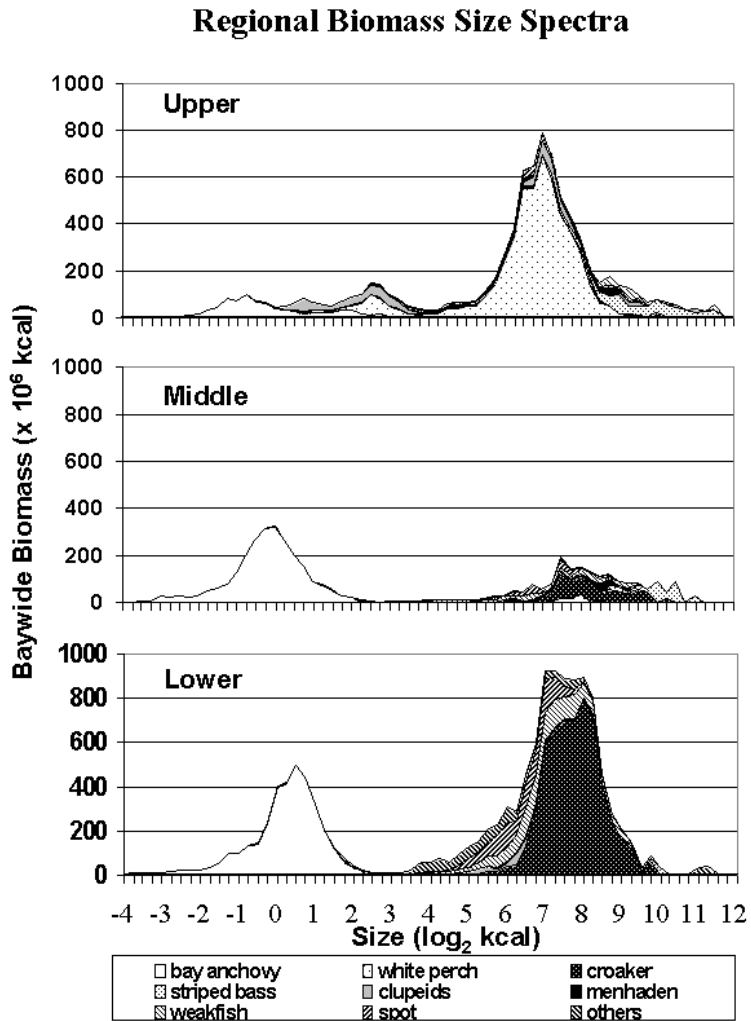 Regional Biomass Size Spectra
Baywide Biomass (x 10⁶ kcal)
1000
800
600
400
200
0
Upper
1000
800
600
400
200
0
Middle
1000
800
600
400
200
0
Lower
-4 -3 -2 -1 0 1 2 3 4 5 6 7 8 9 10 11 12
Size (log₂ kcal)
bay anchovy white perch croaker
striped bass clupeids menhaden
weakfish spot others